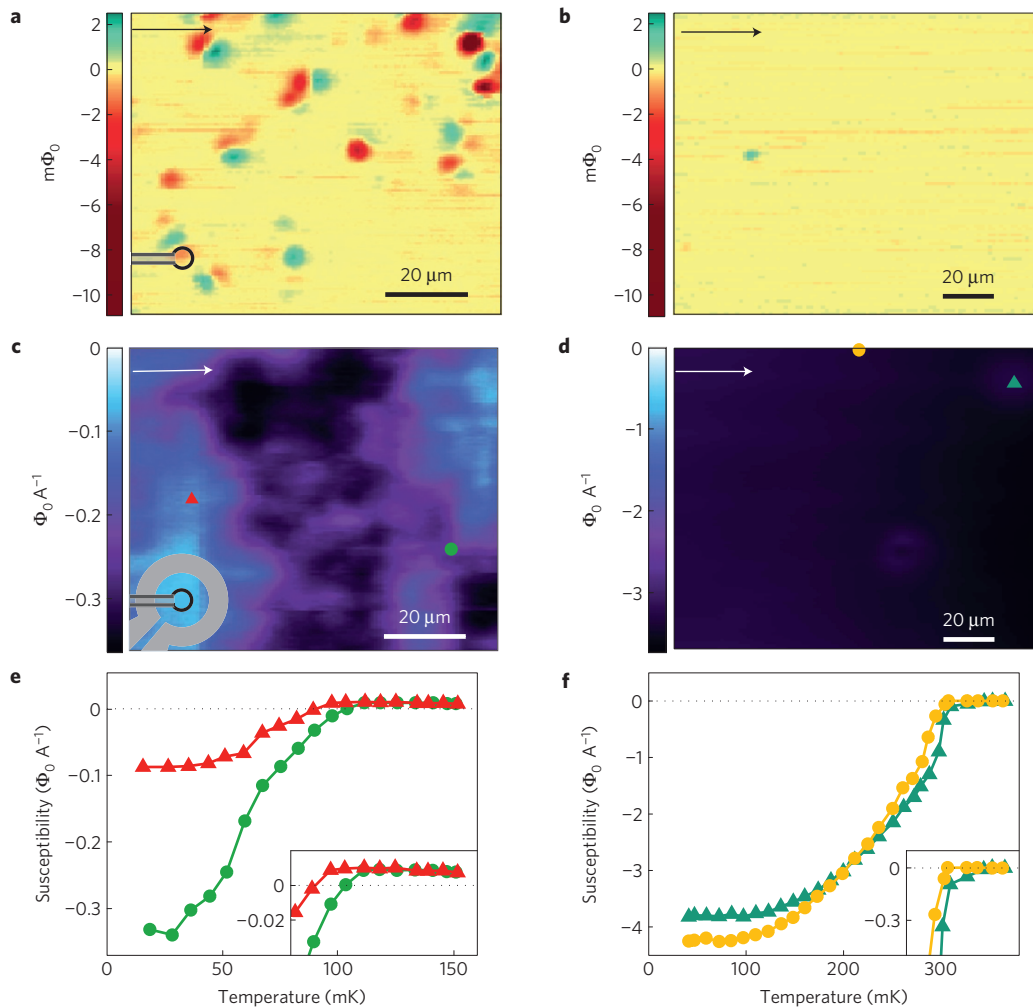 a
2
0
−2
−4
−6
−8
−10
mΦ0
20 μm
b
2
0
−2
−4
−6
−8
−10
mΦ0
20 μm
c
0
−0.1
−0.2
−0.3
Φ0 A−1
20 μm
d
0
−1
−2
−3
Φ0 A−1
20 μm
e
0
−0.1
−0.2
−0.3
Susceptibility (Φ0 A−1)
0
−0.02
0
50
100
150
Temperature (mK)
f
0
−1
−2
−3
−4
Susceptibility (Φ0 A−1)
0
−0.3
0
100
200
300
Temperature (mK)